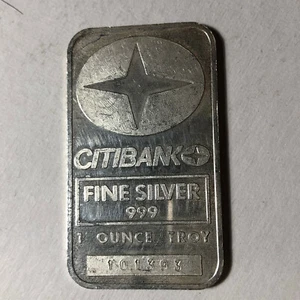 CITIBANK
FINE SILVER
999
1 OUNCE TROY